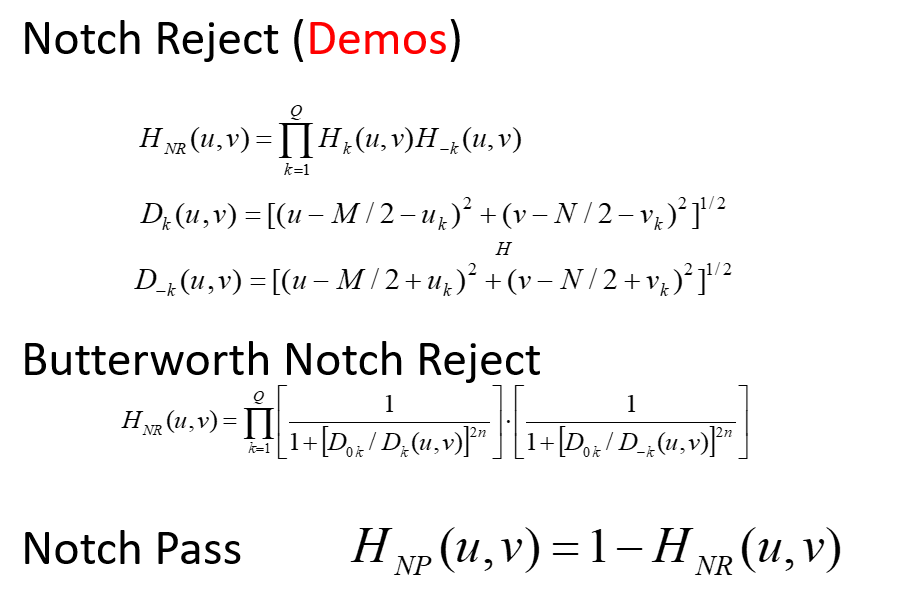 Notch Reject (Demos)
H_{NR}(u,v) = \prod_{k=1}^{Q} H_k(u,v)H_{-k}(u,v)
D_k(u,v) = [(u − M / 2 − u_k)^2 + (v − N / 2 − v_k)^2]^{1/2}
H
D_{-k}(u,v) = [(u − M / 2 + u_k)^2 + (v − N / 2 + v_k)^2]^{1/2}
Butterworth Notch Reject
H_{NR}(u,v) = \prod_{k=1}^{Q} \left[ \frac{1}{1+[D_{0k} / D_k(u,v)]^{2n}} \right] \cdot \left[ \frac{1}{1+[D_{0k} / D_{-k}(u,v)]^{2n}} \right]
Notch Pass H_{NP}(u,v) = 1 − H_{NR}(u,v)